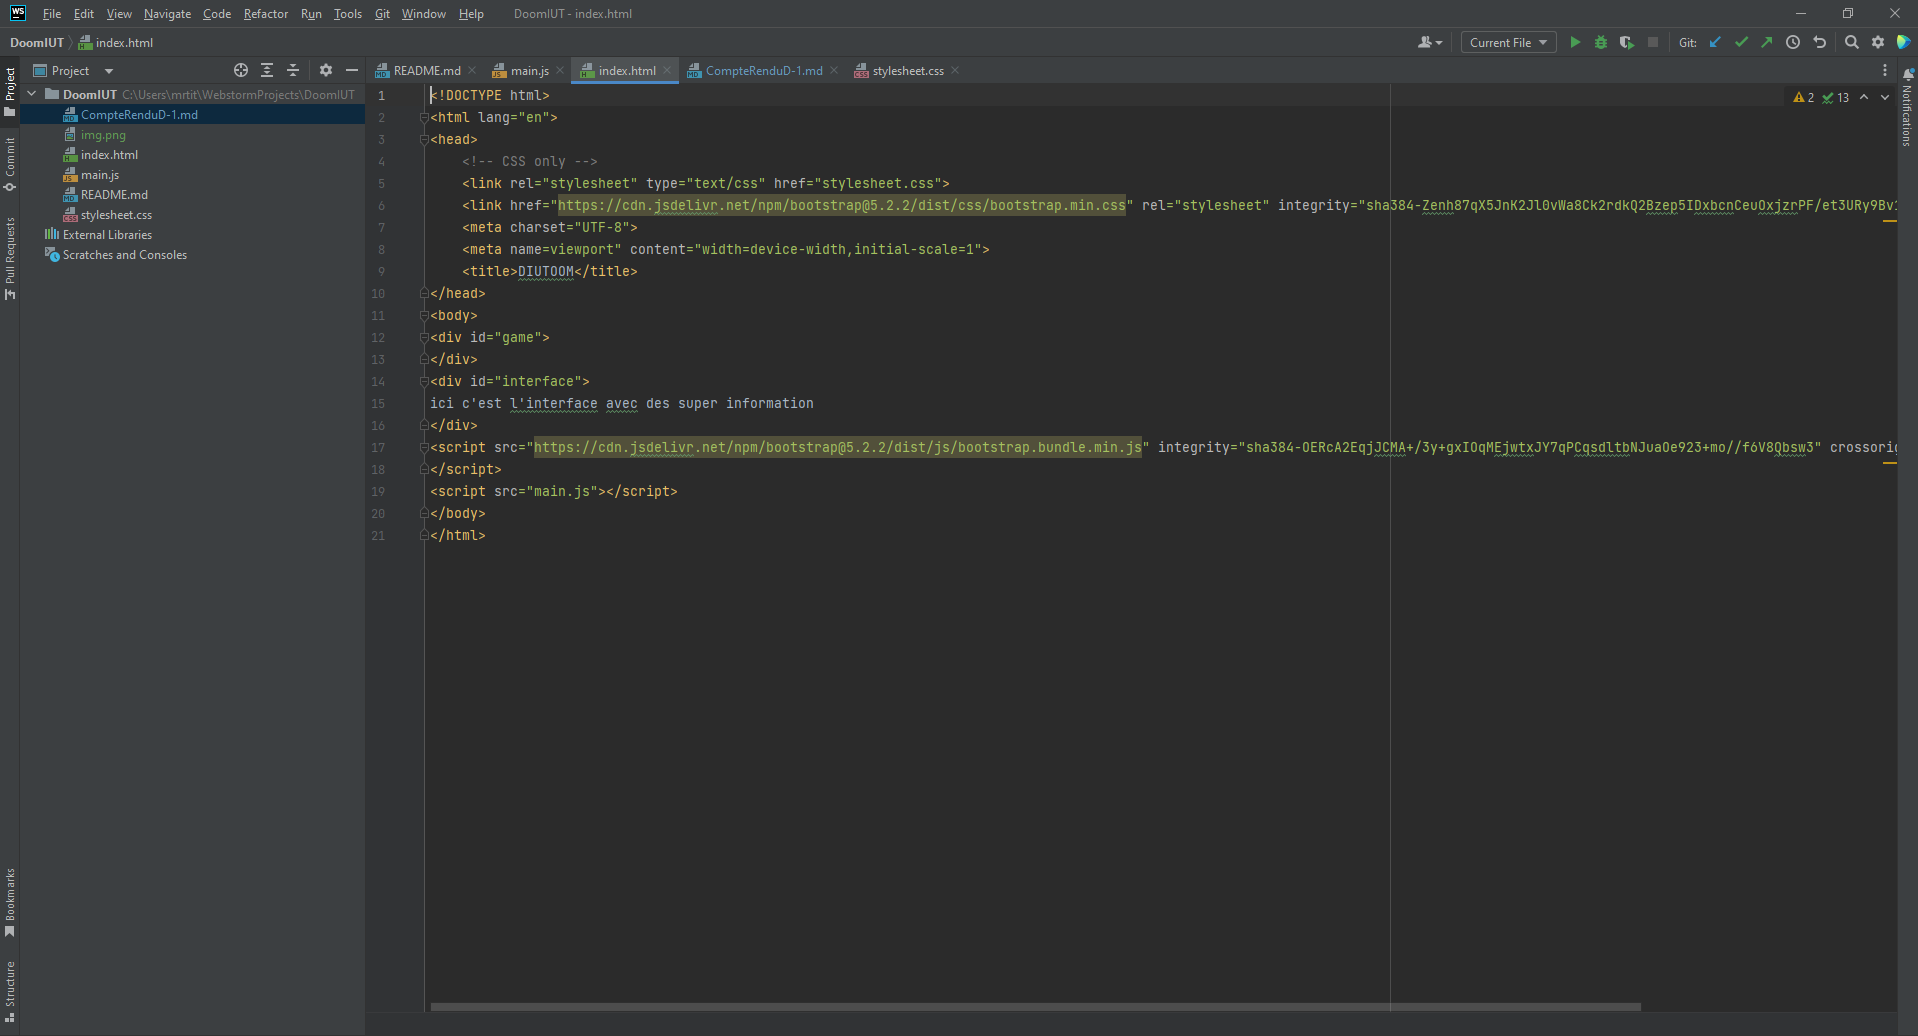 WS File Edit View Navigate Code Refactor Run Tools Git Window Help DoomIUT - index.html
DoomIUT index.html Current File Git:
Project
README.md main.js index.html CompteRenduD-1.md stylesheet.css
DoomIUT C:\Users\mrtit\WebstormProjects\DoomIUT
CompteRenduD-1.md
img.png
index.html
main.js
README.md
stylesheet.css
External Libraries
Scratches and Consoles
Project
Commit
Pull Requests
Bookmarks
Structure
2 13
1 <!DOCTYPE html>
2 <html lang="en">
3 <head>
4 <!-- CSS only -->
5 <link rel="stylesheet" type="text/css" href="stylesheet.css">
6 <link href="https://cdn.jsdelivr.net/npm/bootstrap@5.2.2/dist/css/bootstrap.min.css" rel="stylesheet" integrity="sha384-Zenh87qX5JnK2Jl0vWa8Ck2rdkQ2Bzep5IDxbcnCeuOxjzrPF/et3URy9Bv1
7 <meta charset="UTF-8">
8 <meta name=viewport" content="width=device-width,initial-scale=1">
9 <title>DIUTOOM</title>
10 </head>
11 <body>
12 <div id="game">
13 </div>
14 <div id="interface">
15 ici c'est l'interface avec des super information
16 </div>
17 <script src="https://cdn.jsdelivr.net/npm/bootstrap@5.2.2/dist/js/bootstrap.bundle.min.js" integrity="sha384-OERcA2EqjJCMA+/3y+gxIOqMEjwtxJY7qPCqsdltbNJuaOe923+mo//f6V8Qbsw3" crossorig
18 </script>
19 <script src="main.js"></script>
20 </body>
21 </html>
Notifications